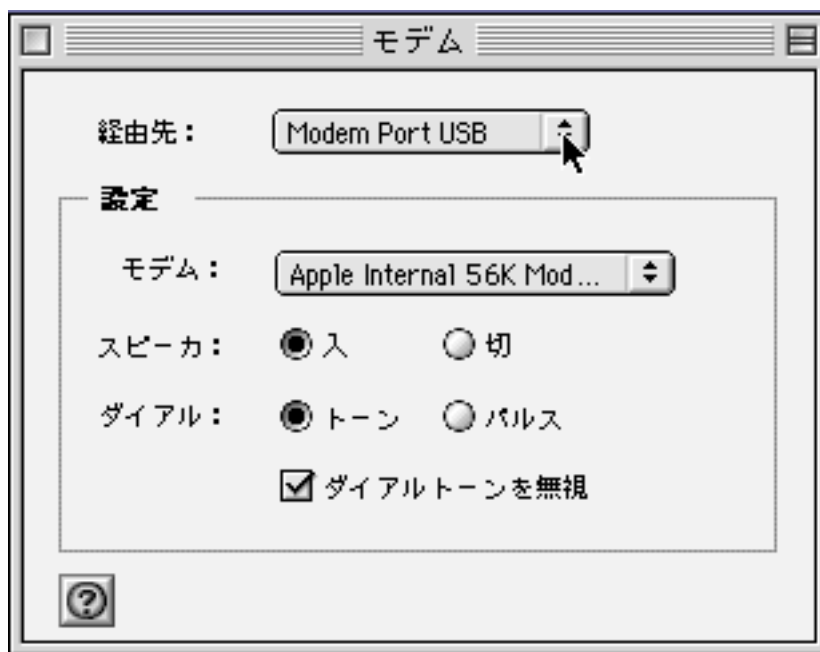 モデム
経由先： Modem Port USB
設定
モデム： Apple Internal 56K Mod...
スピーカ： 入 切
ダイアル： トーン パルス
ダイアルトーンを無視
?